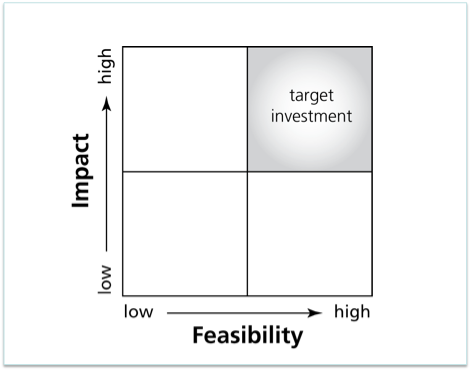 high
target
investment
Impact
low
low
high
Feasibility